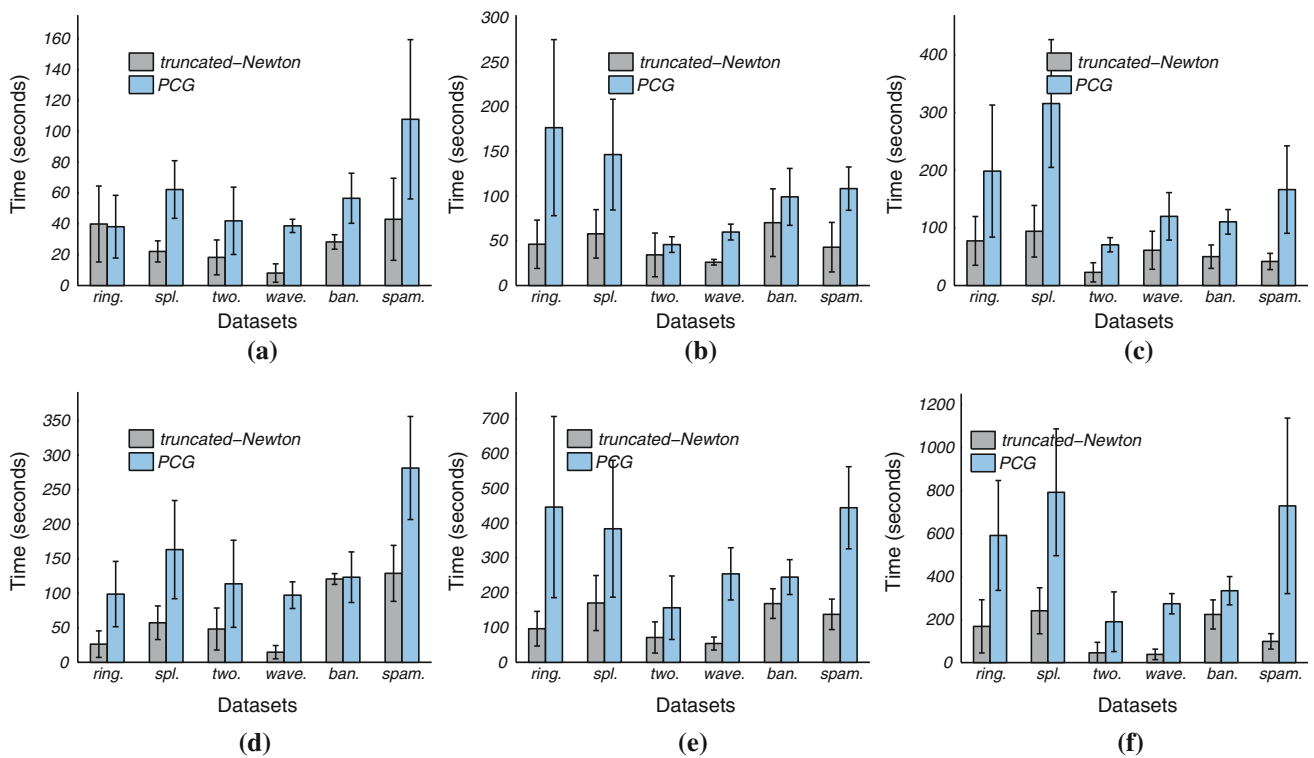 160
140
120
100
80
60
40
20
0
Time (seconds)
truncated–Newton
PCG
ring. spl. two. wave. ban. spam.
Datasets
(a)
300
250
200
150
100
50
0
Time (seconds)
truncated–Newton
PCG
ring. spl. two. wave. ban. spam.
Datasets
(b)
400
300
200
100
0
Time (seconds)
truncated–Newton
PCG
ring. spl. two. wave. ban. spam.
Datasets
(c)
350
300
250
200
150
100
50
0
Time (seconds)
truncated–Newton
PCG
ring. spl. two. wave. ban. spam.
Datasets
(d)
700
600
500
400
300
200
100
0
Time (seconds)
truncated–Newton
PCG
ring. spl. two. wave. ban. spam.
Datasets
(e)
1200
1000
800
600
400
200
0
Time (seconds)
truncated–Newton
PCG
ring. spl. two. wave. ban. spam.
Datasets
(f)